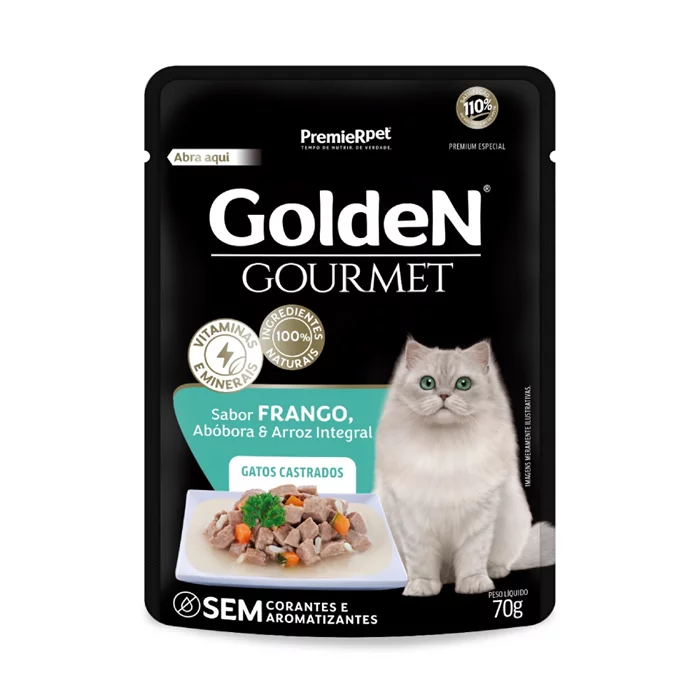 110%
PREMIUM ESPECIAL
PremieRpet®
TEMPO DE NUTRIR. DE VERDADE.
Abra aqui
GoldeN®
GOURMET
VITAMINAS
E MINERAIS
INGREDIENTES
100%
NATURAIS
Sabor FRANGO,
Abóbora & Arroz Integral
GATOS CASTRADOS
IMAGENS MERAMENTE ILUSTRATIVAS.
SEM CORANTES E
AROMATIZANTES
PESO LÍQUIDO
70g